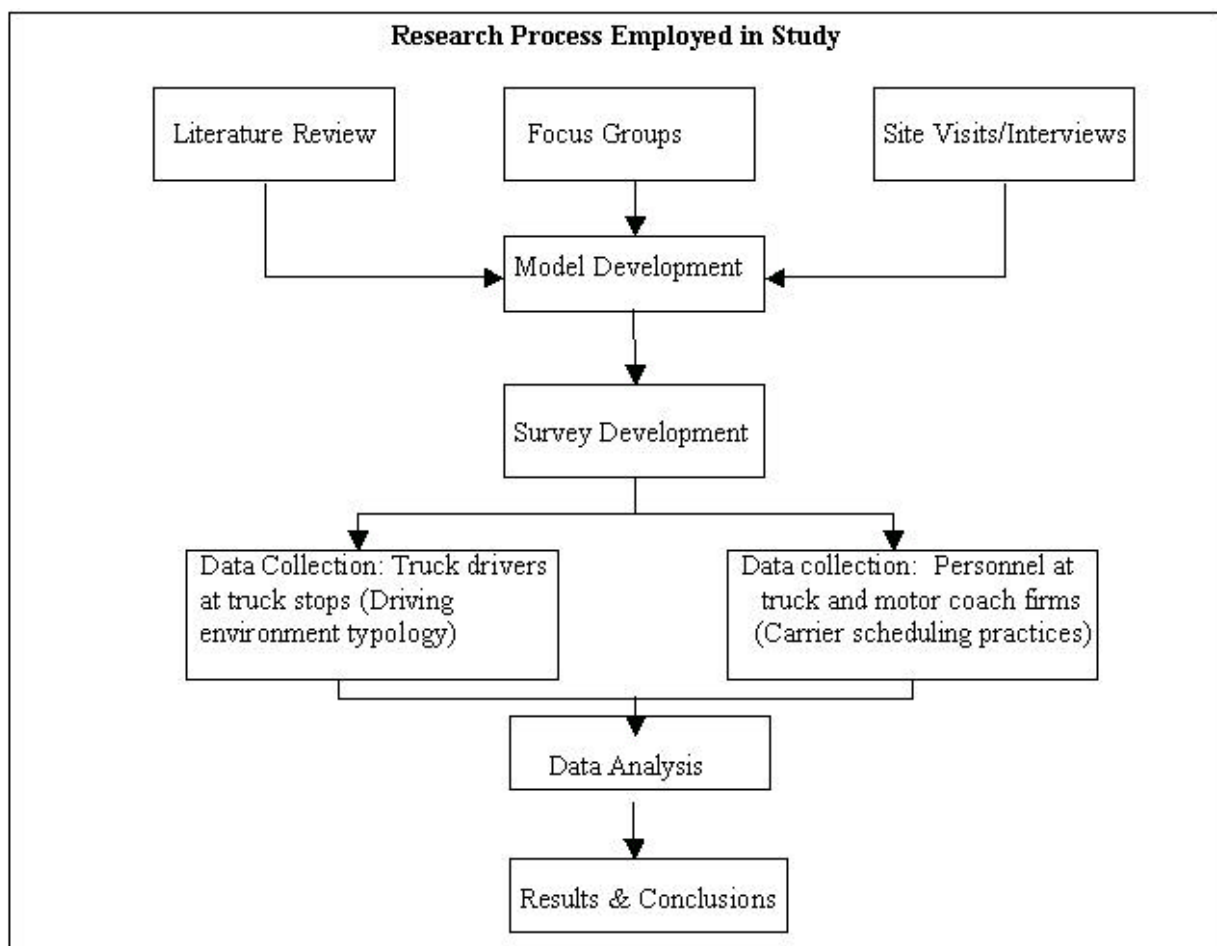 Research Process Employed in Study
Literature Review
Focus Groups
Site Visits/Interviews
Model Development
Survey Development
Data Collection: Truck drivers
at truck stops (Driving
environment typology)
Data collection: Personnel at
truck and motor coach firms
(Carrier scheduling practices)
Data Analysis
Results & Conclusions